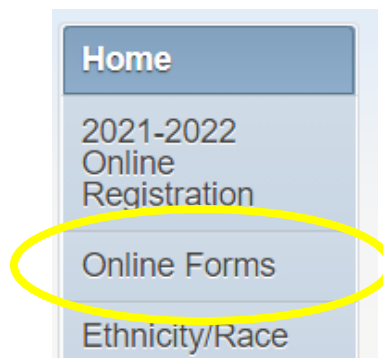 Home
2021-2022
Online
Registration
Online Forms
Ethnicity/Race